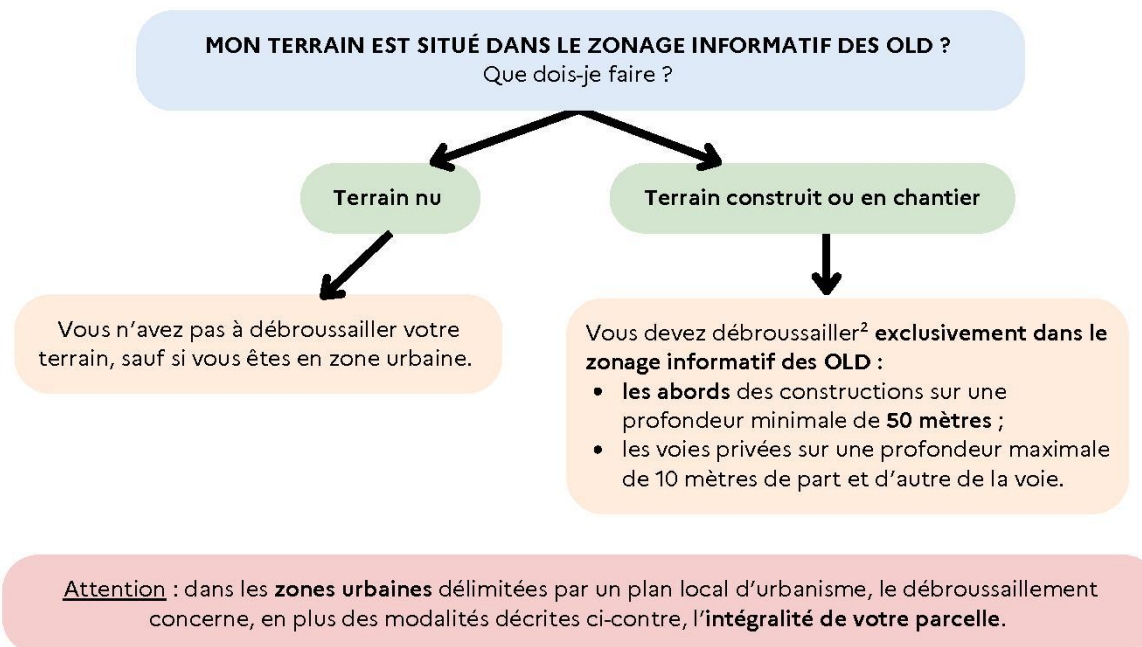 MON TERRAIN EST SITUÉ DANS LE ZONAGE INFORMATIF DES OLD ?
Que dois-je faire ?
Terrain nu
Terrain construit ou en chantier
Vous n'avez pas à débroussailler votre
terrain, sauf si vous êtes en zone urbaine.
Vous devez débroussailler² exclusivement dans le
zonage informatif des OLD :
• les abords des constructions sur une
profondeur minimale de 50 mètres ;
• les voies privées sur une profondeur maximale
de 10 mètres de part et d'autre de la voie.
Attention : dans les zones urbaines délimitées par un plan local d'urbanisme, le débroussaillement
concerne, en plus des modalités décrites ci-contre, l'intégralité de votre parcelle.